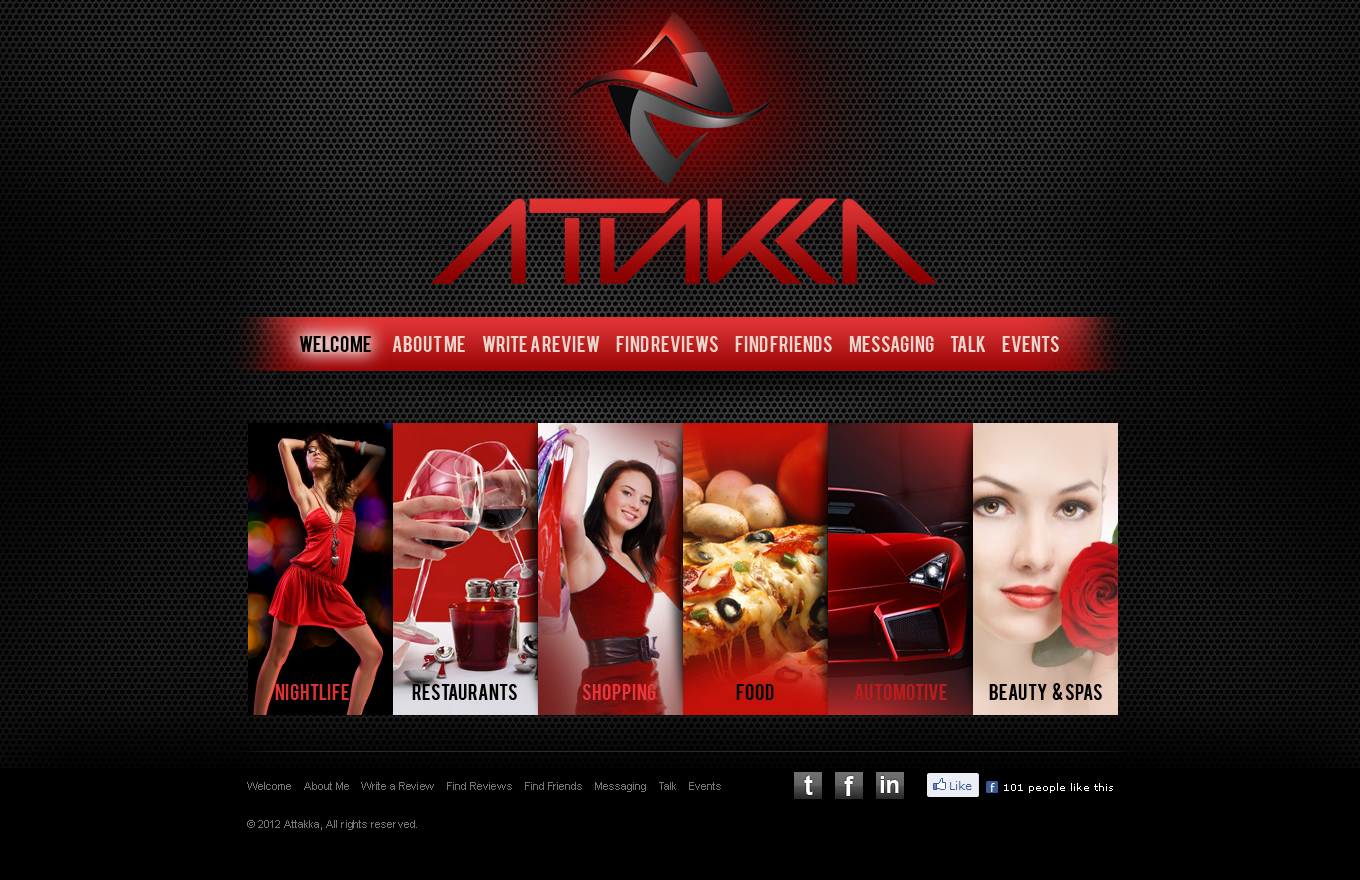 ATTAKKA
WELCOME ABOUT ME WRITE A REVIEW FIND REVIEWS FIND FRIENDS MESSAGING TALK EVENTS
NIGHTLIFE RESTAURANTS SHOPPING FOOD AUTOMOTIVE BEAUTY & SPAS
Welcome About Me Write a Review Find Reviews Find Friends Messaging Talk Events t f in Like f 101 people like this
© 2012 Attakka, All rights reserved.